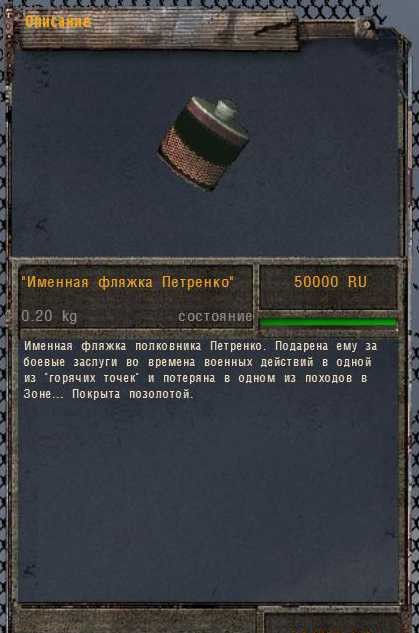 Описание
"Именная фляжка Петренко"
50000 RU
0.20 kg
состояние
Именная фляжка полковника Петренко. Подарена ему за
боевые заслуги во времена военных действий в одной
из "горячих точек" и потеряна в одном из походов в
Зоне... Покрыта позолотой.